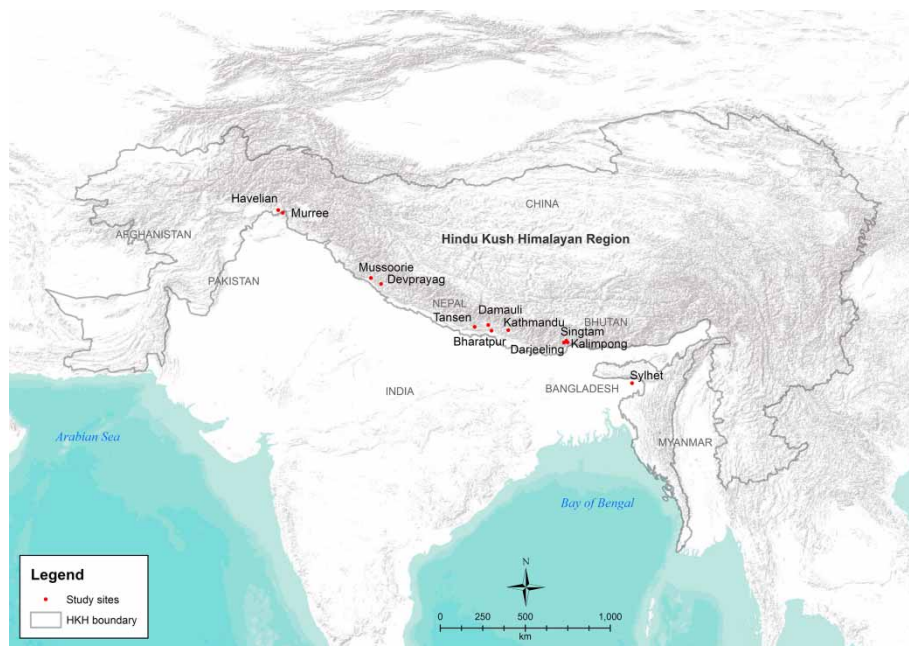 CHINA
Havelian
Murree
AFGHANISTAN
Hindu Kush Himalayan Region
PAKISTAN
Mussoorie
Devprayag
NEPAL
Damauli
Tansen
Kathmandu
BHUTAN
Singtam
Bharatpur
Darjeeling
Kalimpong
Sylhet
INDIA
BANGLADESH
Arabian Sea
MYANMAR
Bay of Bengal
Legend
Study sites
HKH boundary
N
0 250 500 1,000
km